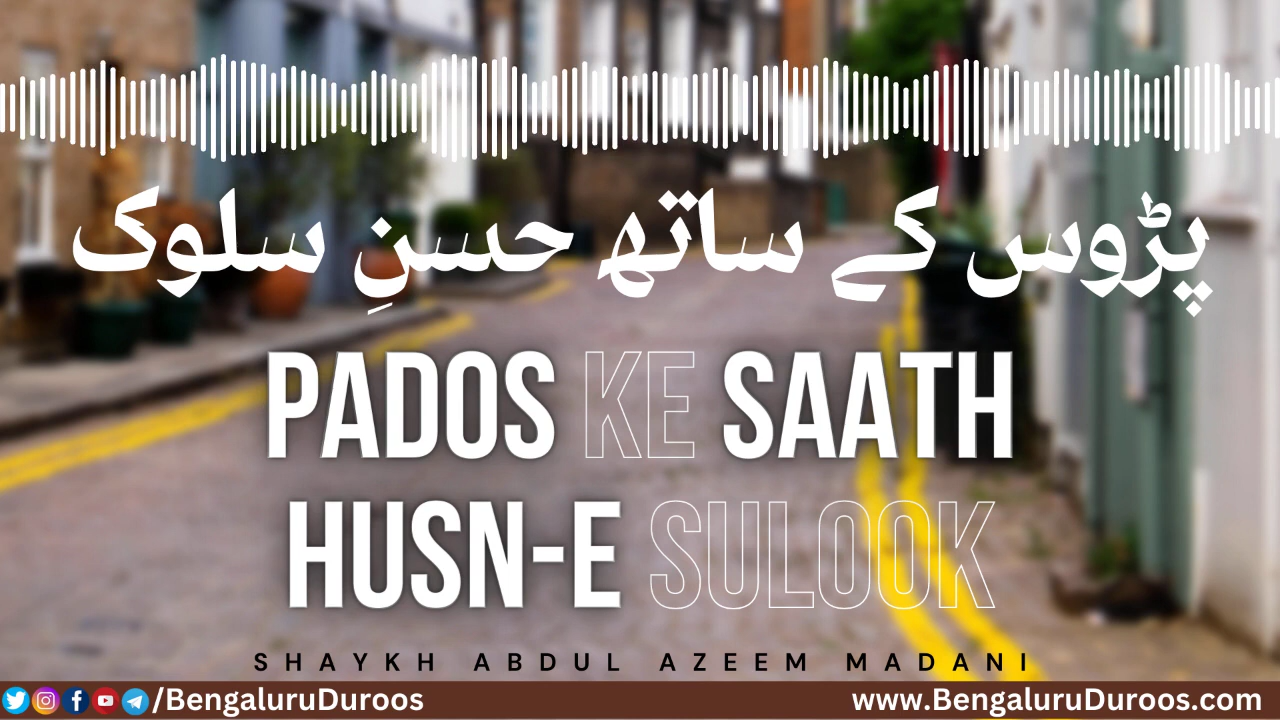 پڑوس کے ساتھ حسنِ سلوک
PADOS KE SAATH
HUSN-E SULOOK
SHAYKH ABDUL AZEEM MADANI
/BengaluruDuroos
www.BengaluruDuroos.com